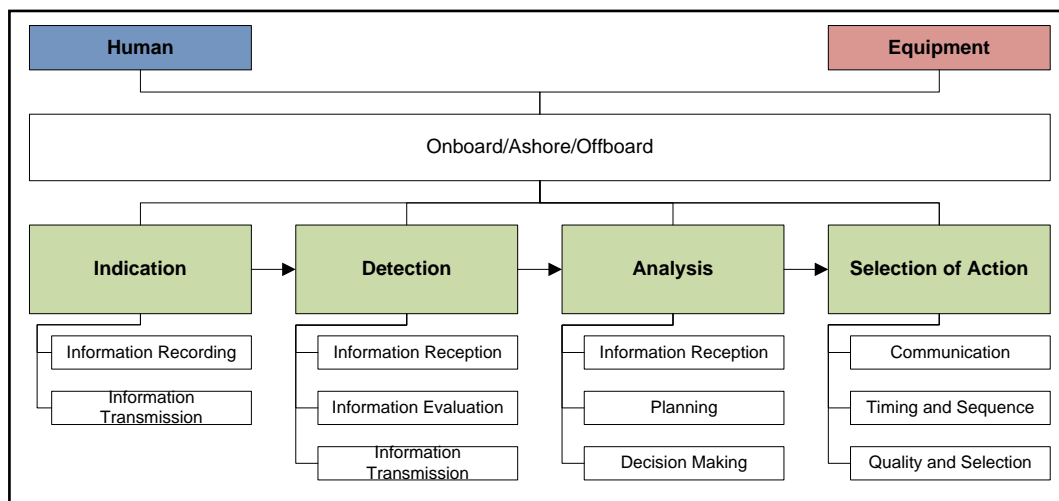 Human
Equipment
Onboard/Ashore/Offboard
Indication
Detection
Analysis
Selection of Action
Information Recording
Information Reception
Information Reception
Communication
Information
Transmission
Information Evaluation
Planning
Timing and Sequence
Information
Transmission
Decision Making
Quality and Selection